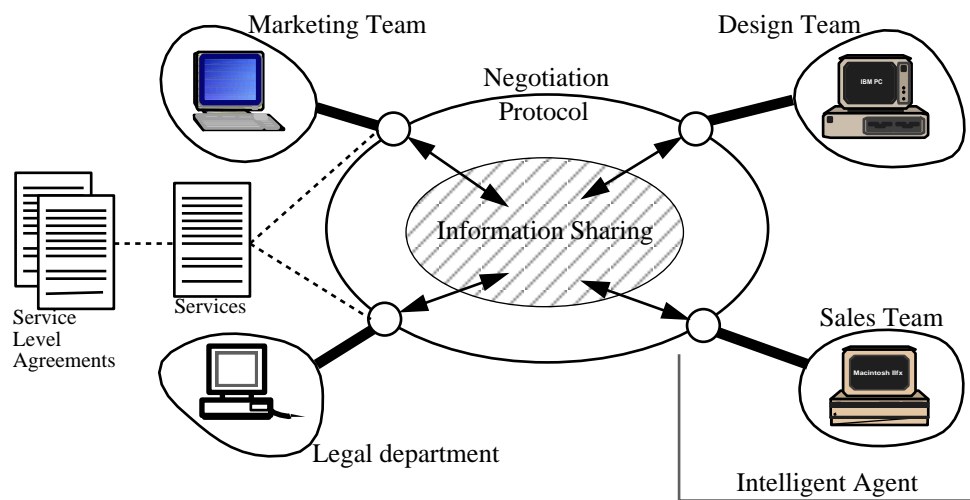 Marketing Team
Design Team
Negotiation
Protocol
IBM PC
Information Sharing
Services
Service
Level
Agreements
Sales Team
Macintosh IIfx
Legal department
Intelligent Agent